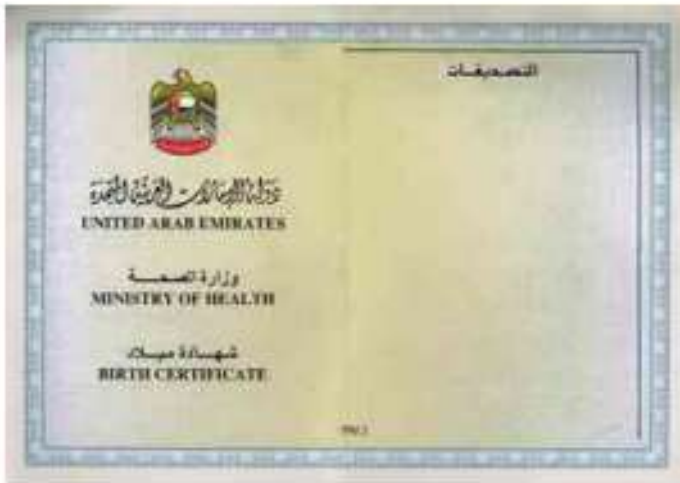 دولة الإمارات العربية المتحدة
UNITED ARAB EMIRATES
وزارة الصحة
MINISTRY OF HEALTH
شهادة ميلاد
BIRTH CERTIFICATE
التصديقات